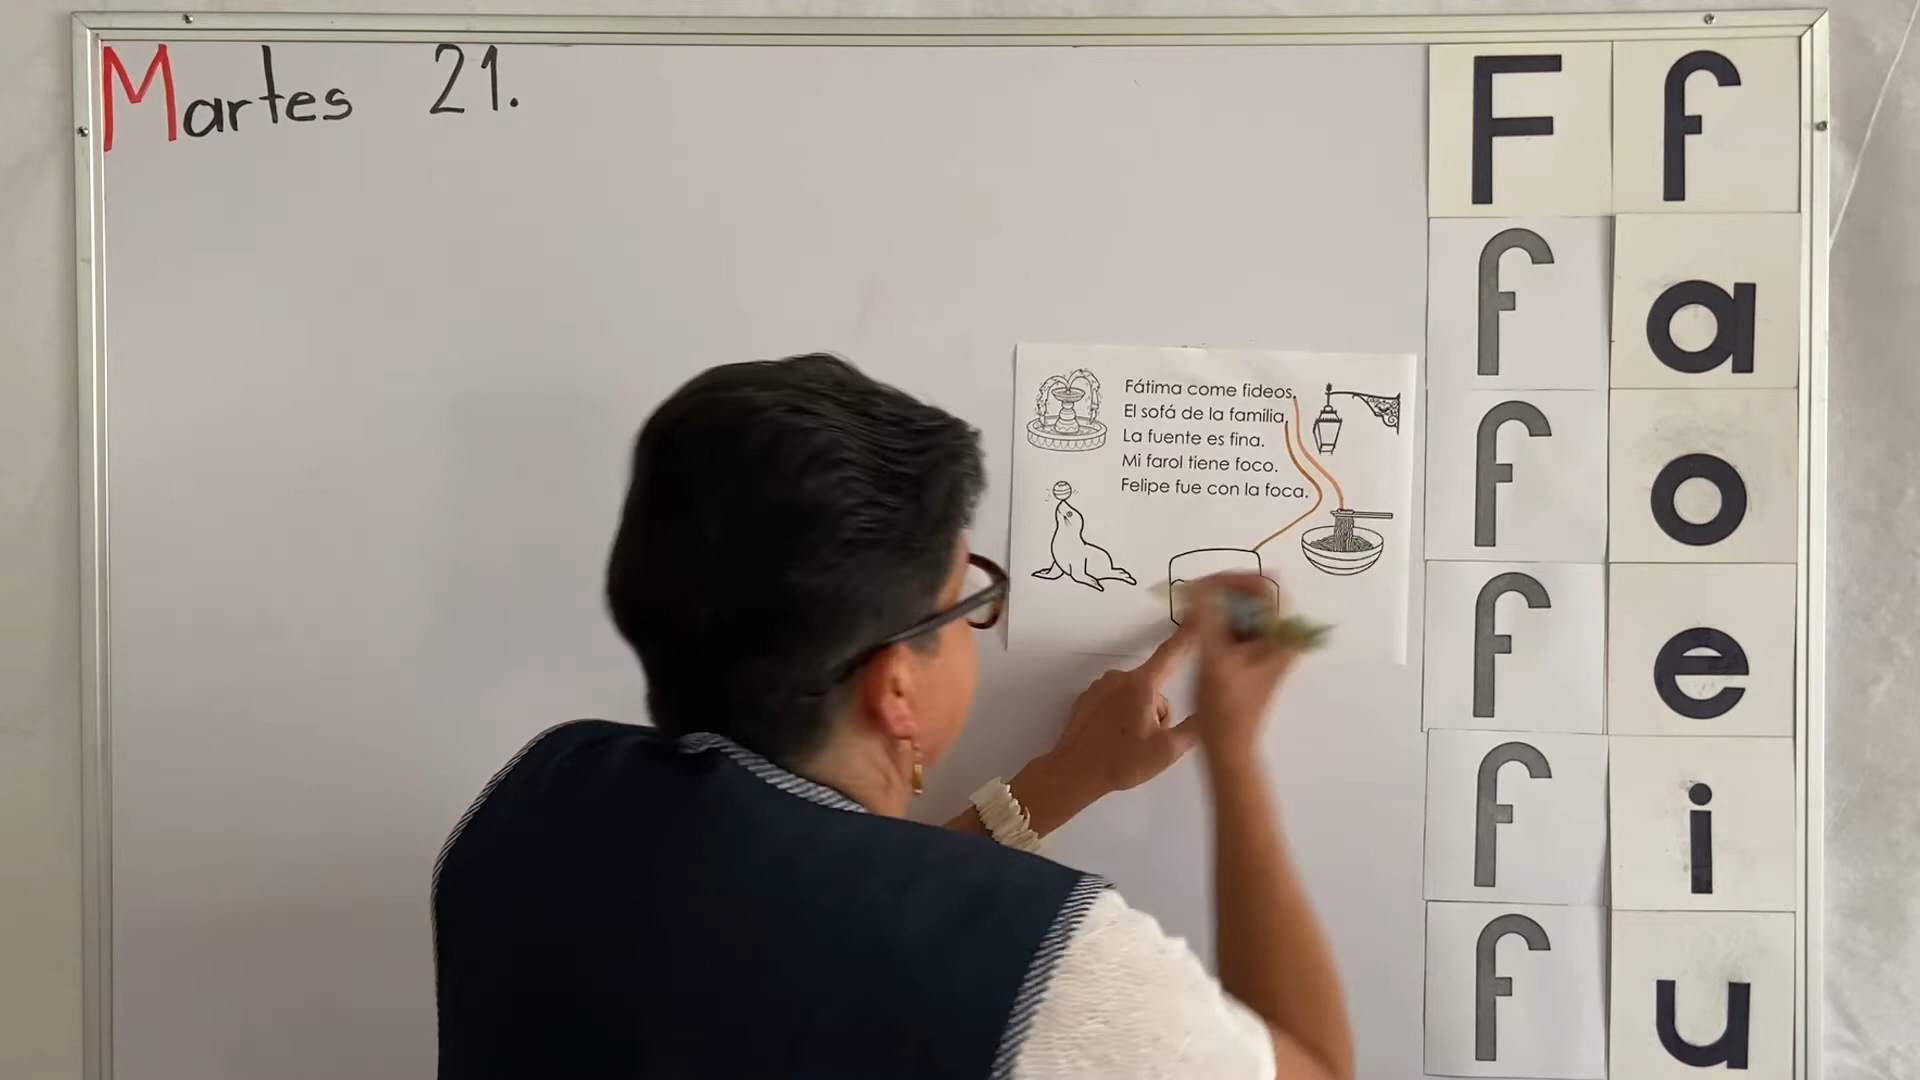 Martes 21.
Fátima come fideos.
El sofá de la familia.
La fuente es fina.
Mi farol tiene foco.
Felipe fue con la foca.
F f
f a
f o
f e
f i
f u